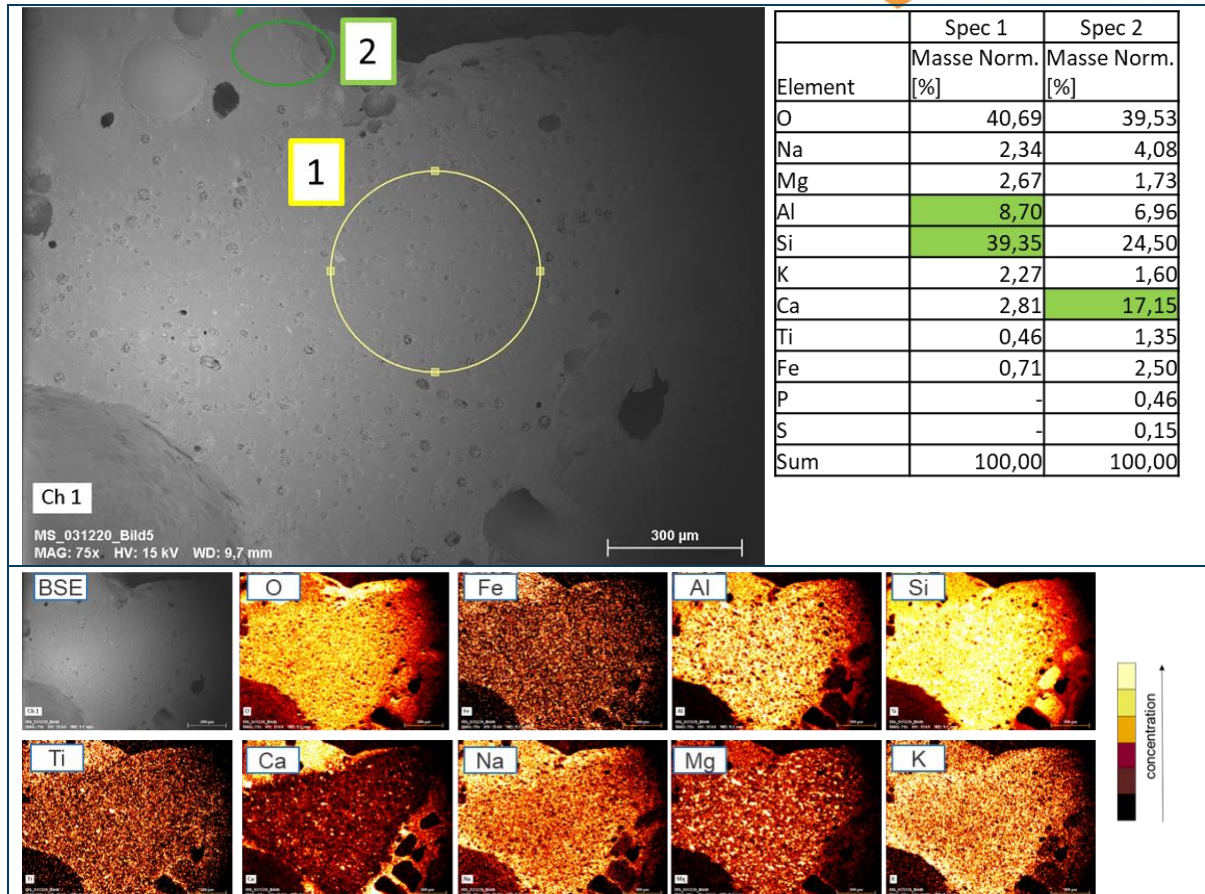 2
1
Ch 1
MS_031220_Bild5
MAG: 75x HV: 15 kV WD: 9,7 mm
300 µm
Spec 1 Spec 2
Element Masse Norm. [%] Masse Norm. [%]
O 40,69 39,53
Na 2,34 4,08
Mg 2,67 1,73
Al 8,70 6,96
Si 39,35 24,50
K 2,27 1,60
Ca 2,81 17,15
Ti 0,46 1,35
Fe 0,71 2,50
P - 0,46
S - 0,15
Sum 100,00 100,00
BSE O Fe Al Si
Ti Ca Na Mg K
concentration